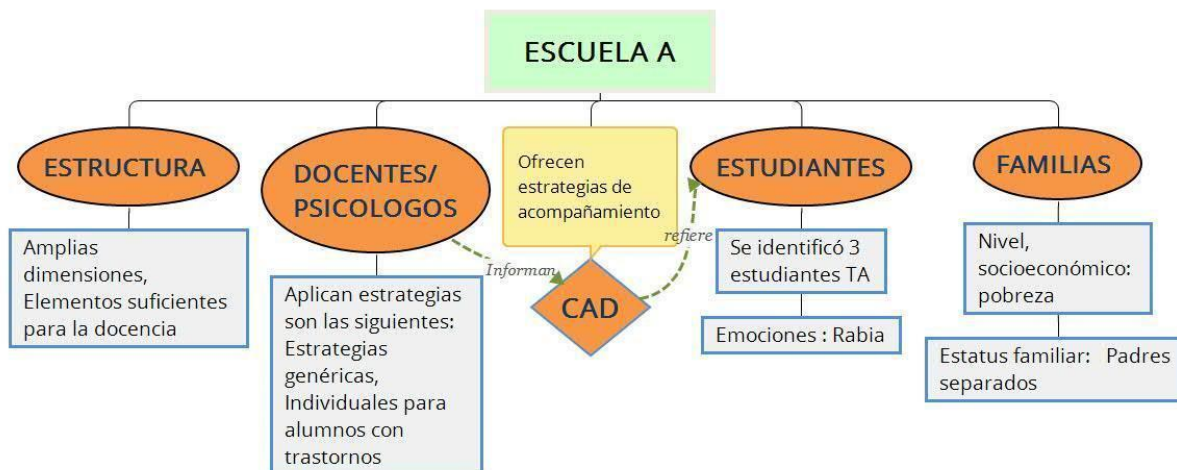 ESCUELA A
ESTRUCTURA
Amplias
dimensiones,
Elementos suficientes
para la docencia
DOCENTES/
PSICOLOGOS
Aplican estrategias
son las siguientes:
Estrategias
genéricas,
Individuales para
alumnos con
trastornos
Informan
Ofrecen
estrategias de
acompañamiento
CAD
refiere
ESTUDIANTES
Se identificó 3
estudiantes TA
Emociones : Rabia
FAMILIAS
Nivel,
socioeconómico:
pobreza
Estatus familiar: Padres
separados